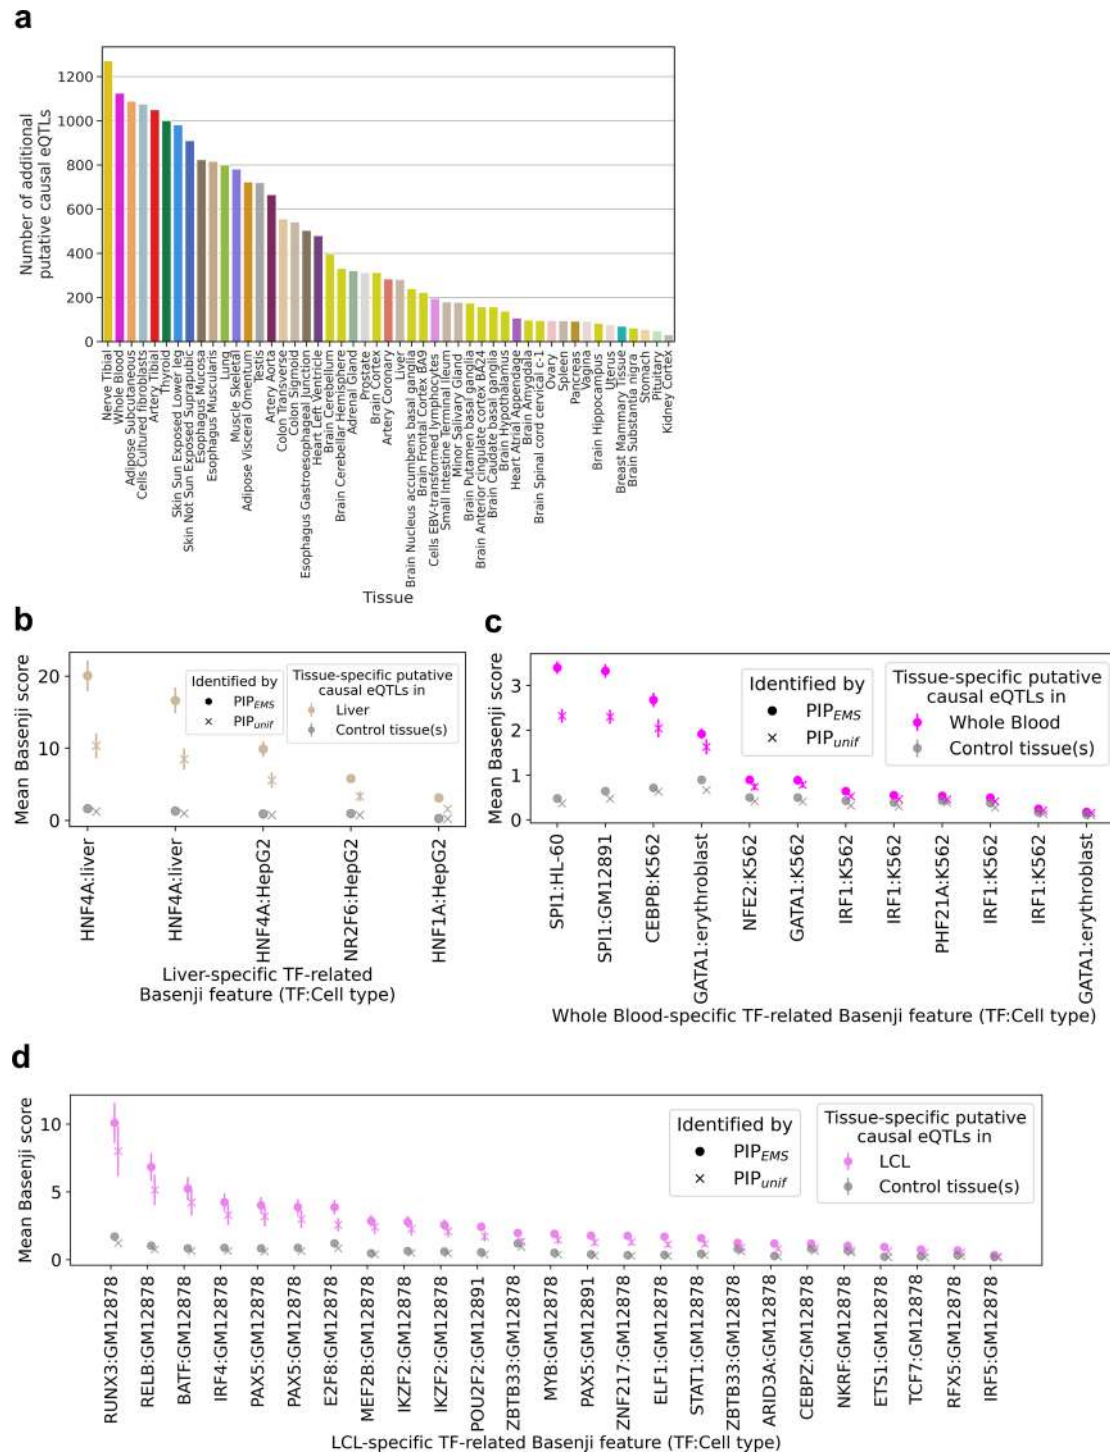 a
Number of additional
putative causal eQTLs
1200
1000
800
600
400
200
0
Nerve Tibial
Whole Blood
Adipose Subcutaneous
Cells Cultured fibroblasts
Artery Tibial
Thyroid
Skin Sun Exposed Lower leg
Skin Not Sun Exposed Suprapubic
Esophagus Mucosa
Esophagus Muscularis
Lung
Muscle Skeletal
Adipose Visceral Omentum
Testis
Artery Aorta
Colon Transverse
Colon Sigmoid
Esophagus Gastroesophageal Junction
Heart Left Ventricle
Brain Cerebellum
Brain Cerebellar Hemisphere
Adrenal Gland
Prostate
Brain Cortex
Artery Coronary
Liver
Brain Nucleus accumbens basal ganglia
Brain Frontal Cortex BA9
Cells EBV-transformed lymphocytes
Small Intestine Terminal Ileum
Minor Salivary Gland
Brain Putamen basal ganglia
Brain Anterior cingulate cortex BA24
Brain Caudate basal ganglia
Brain Hypothalamus
Heart Atrial Appendage
Brain Amygdala
Brain Spinal cord cervical c-1
Ovary
Spleen
Pancreas
Vagina
Brain Hippocampus
Uterus
Breast Mammary Tissue
Brain Substantia nigra
Stomach
Pituitary
Kidney Cortex
Tissue
b
Mean Basenji score
20
10
0
Identified by
PIP_EMS
PIP_unif
Tissue-specific putative
causal eQTLs in
Liver
Control tissue(s)
HNF4A:liver
HNF4A:liver
HNF4A:HepG2
NR2F6:HepG2
HNF1A:HepG2
Liver-specific TF-related
Basenji feature (TF:Cell type)
c
Mean Basenji score
3
2
1
0
Identified by
PIP_EMS
PIP_unif
Tissue-specific putative
causal eQTLs in
Whole Blood
Control tissue(s)
SPI1:HL-60
SPI1:GM12891
CEBPB:K562
GATA1:erythroblast
NFE2:K562
GATA1:K562
IRF1:K562
IRF1:K562
PHF21A:K562
IRF1:K562
IRF1:K562
GATA1:erythroblast
Whole Blood-specific TF-related Basenji feature (TF:Cell type)
d
Mean Basenji score
10
5
0
Identified by
PIP_EMS
PIP_unif
Tissue-specific putative
causal eQTLs in
LCL
Control tissue(s)
RUNX3:GM12878
RELB:GM12878
BATF:GM12878
IRF4:GM12878
PAX5:GM12878
PAX5:GM12878
E2F8:GM12878
MEF2B:GM12878
IKZF2:GM12878
IKZF2:GM12878
POU2F2:GM12891
ZBTB33:GM12878
MYB:GM12878
PAX5:GM12891
ZNF217:GM12878
ELF1:GM12878
STAT1:GM12878
ZBTB33:GM12878
ARID3A:GM12878
CEBPZ:GM12878
NKRF:GM12878
ETS1:GM12878
TCF7:GM12878
RFX5:GM12878
IRF5:GM12878
LCL-specific TF-related Basenji feature (TF:Cell type)